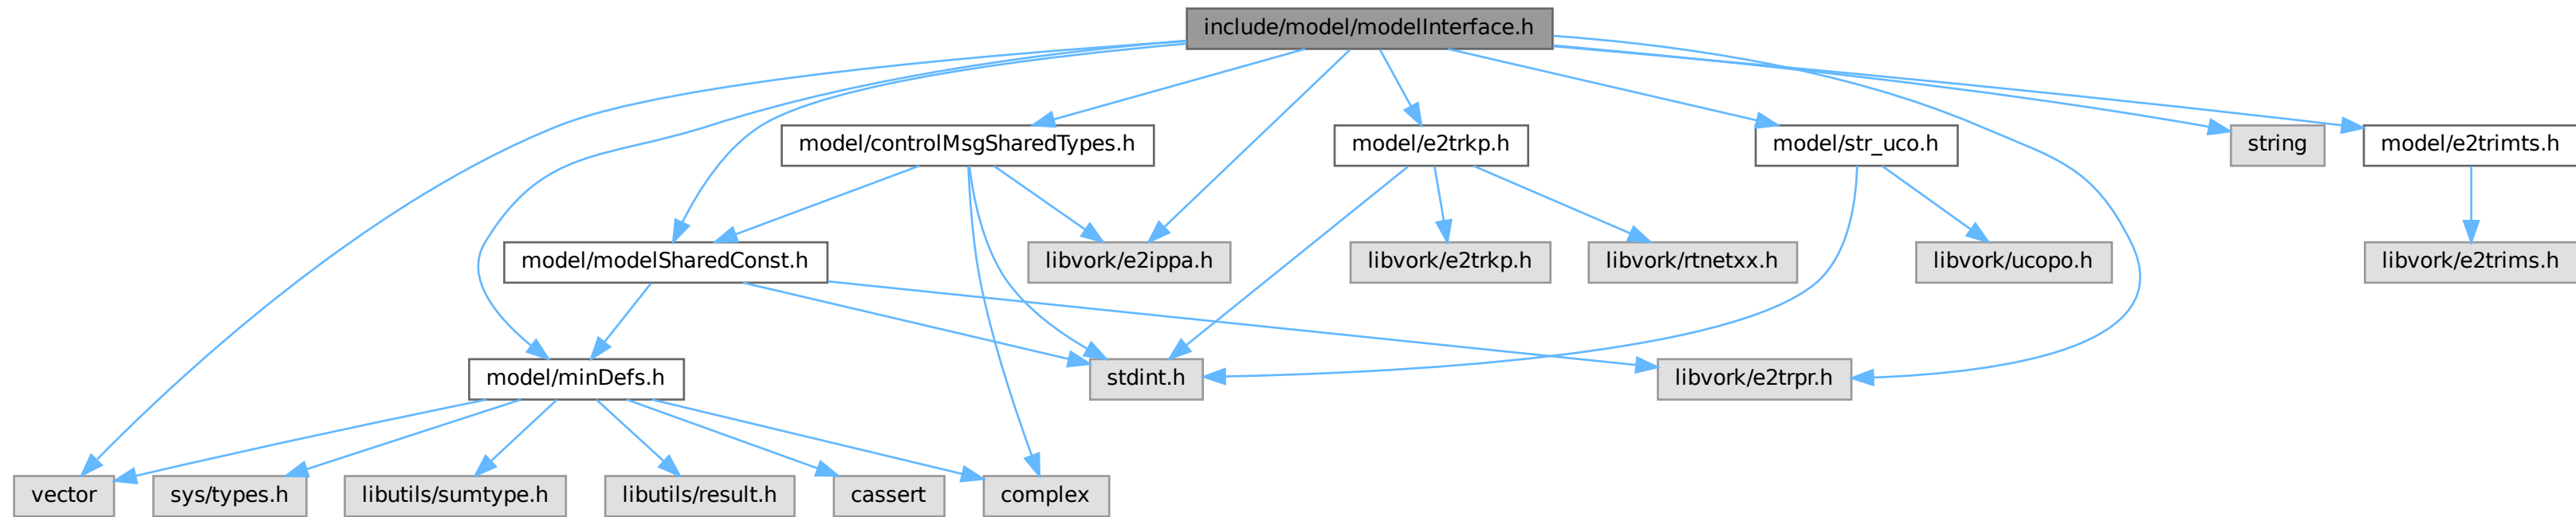 include/model/modelInterface.h
model/controlMsgSharedTypes.h
model/e2trkp.h
model/str_uco.h
string
model/e2trimts.h
model/modelSharedConst.h
libvork/e2ippa.h
libvork/e2trkp.h
libvork/rtnetxx.h
libvork/ucopo.h
libvork/e2trims.h
model/minDefs.h
stdint.h
libvork/e2trpr.h
vector
sys/types.h
libutils/sumtype.h
libutils/result.h
cassert
complex